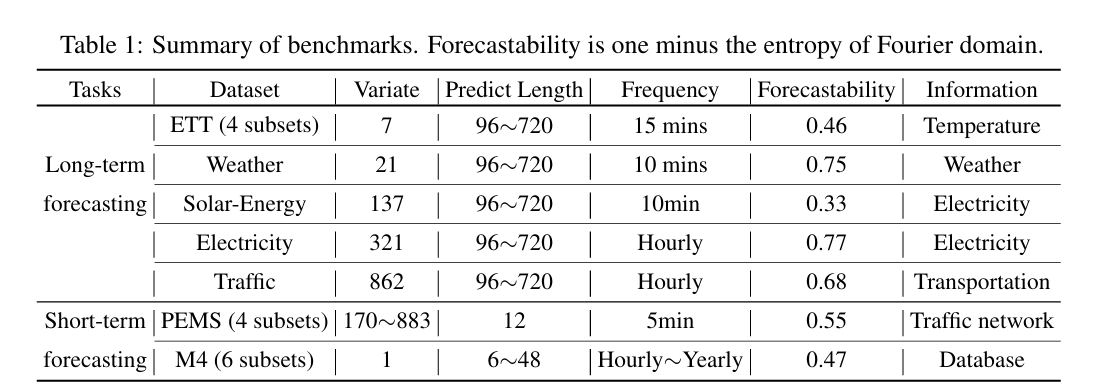 Table 1: Summary of benchmarks. Forecastability is one minus the entropy of Fourier domain.
Tasks Dataset Variate Predict Length Frequency Forecastability Information
ETT (4 subsets) 7 96∼720 15 mins 0.46 Temperature
Long-term Weather 21 96∼720 10 mins 0.75 Weather
forecasting Solar-Energy 137 96∼720 10min 0.33 Electricity
Electricity 321 96∼720 Hourly 0.77 Electricity
Traffic 862 96∼720 Hourly 0.68 Transportation
Short-term PEMS (4 subsets) 170∼883 12 5min 0.55 Traffic network
forecasting M4 (6 subsets) 1 6∼48 Hourly∼Yearly 0.47 Database